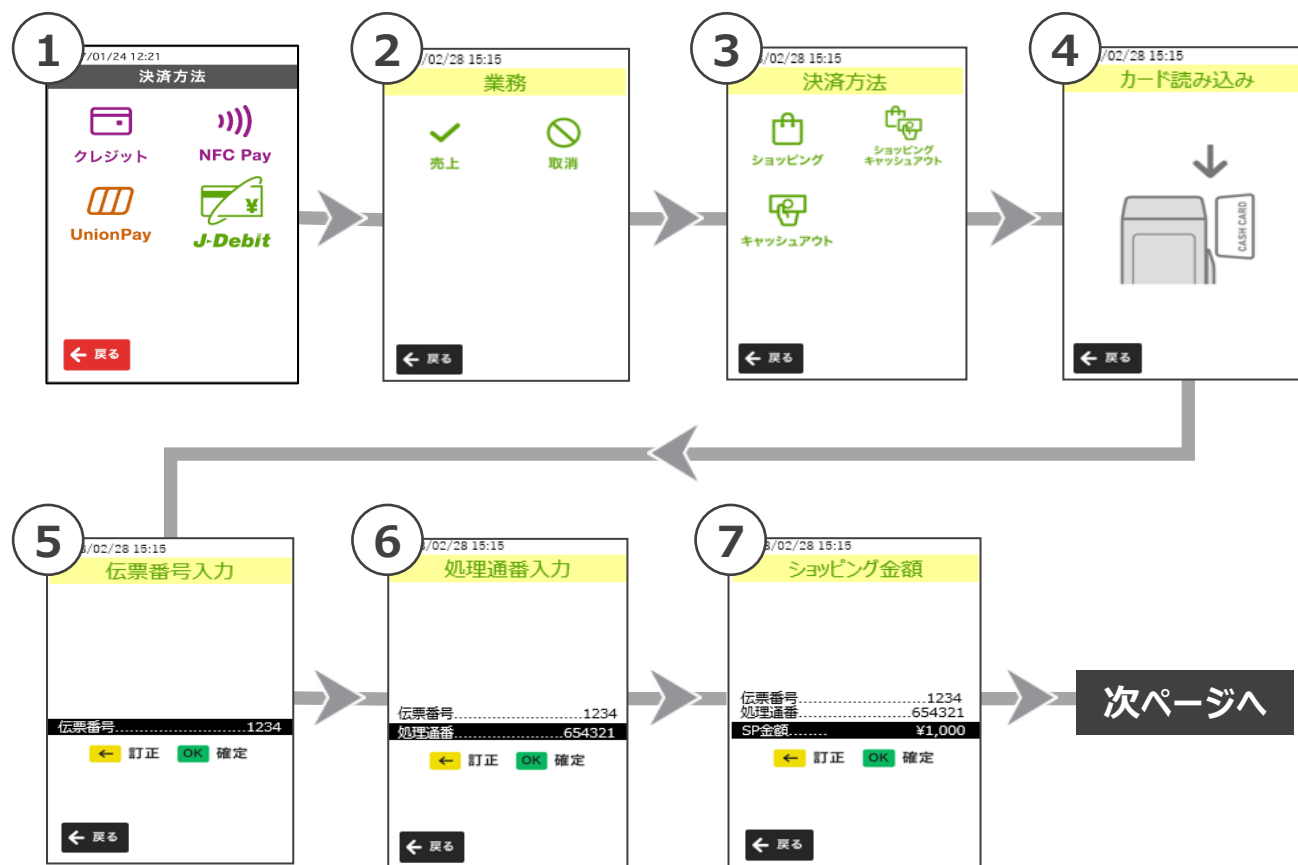 1
7/01/24 12:21
決済方法
クレジット
NFC Pay
UnionPay
J-Debit
戻る
2
/02/28 15:15
業務
売上
取消
戻る
3
/02/28 15:15
決済方法
ショッピング
ショッピング
キャッシュアウト
キャッシュアウト
戻る
4
/02/28 15:15
カード読み込み
CASH CARD
戻る
5
/02/28 15:15
伝票番号入力
伝票番号..................1234
訂正 OK 確定
戻る
6
/02/28 15:15
処理通番入力
伝票番号..................1234
処理通番...............654321
訂正 OK 確定
戻る
7
/02/28 15:15
ショッピング金額
伝票番号..................1234
処理通番...............654321
SP金額........ ¥1,000
訂正 OK 確定
戻る
次ページへ